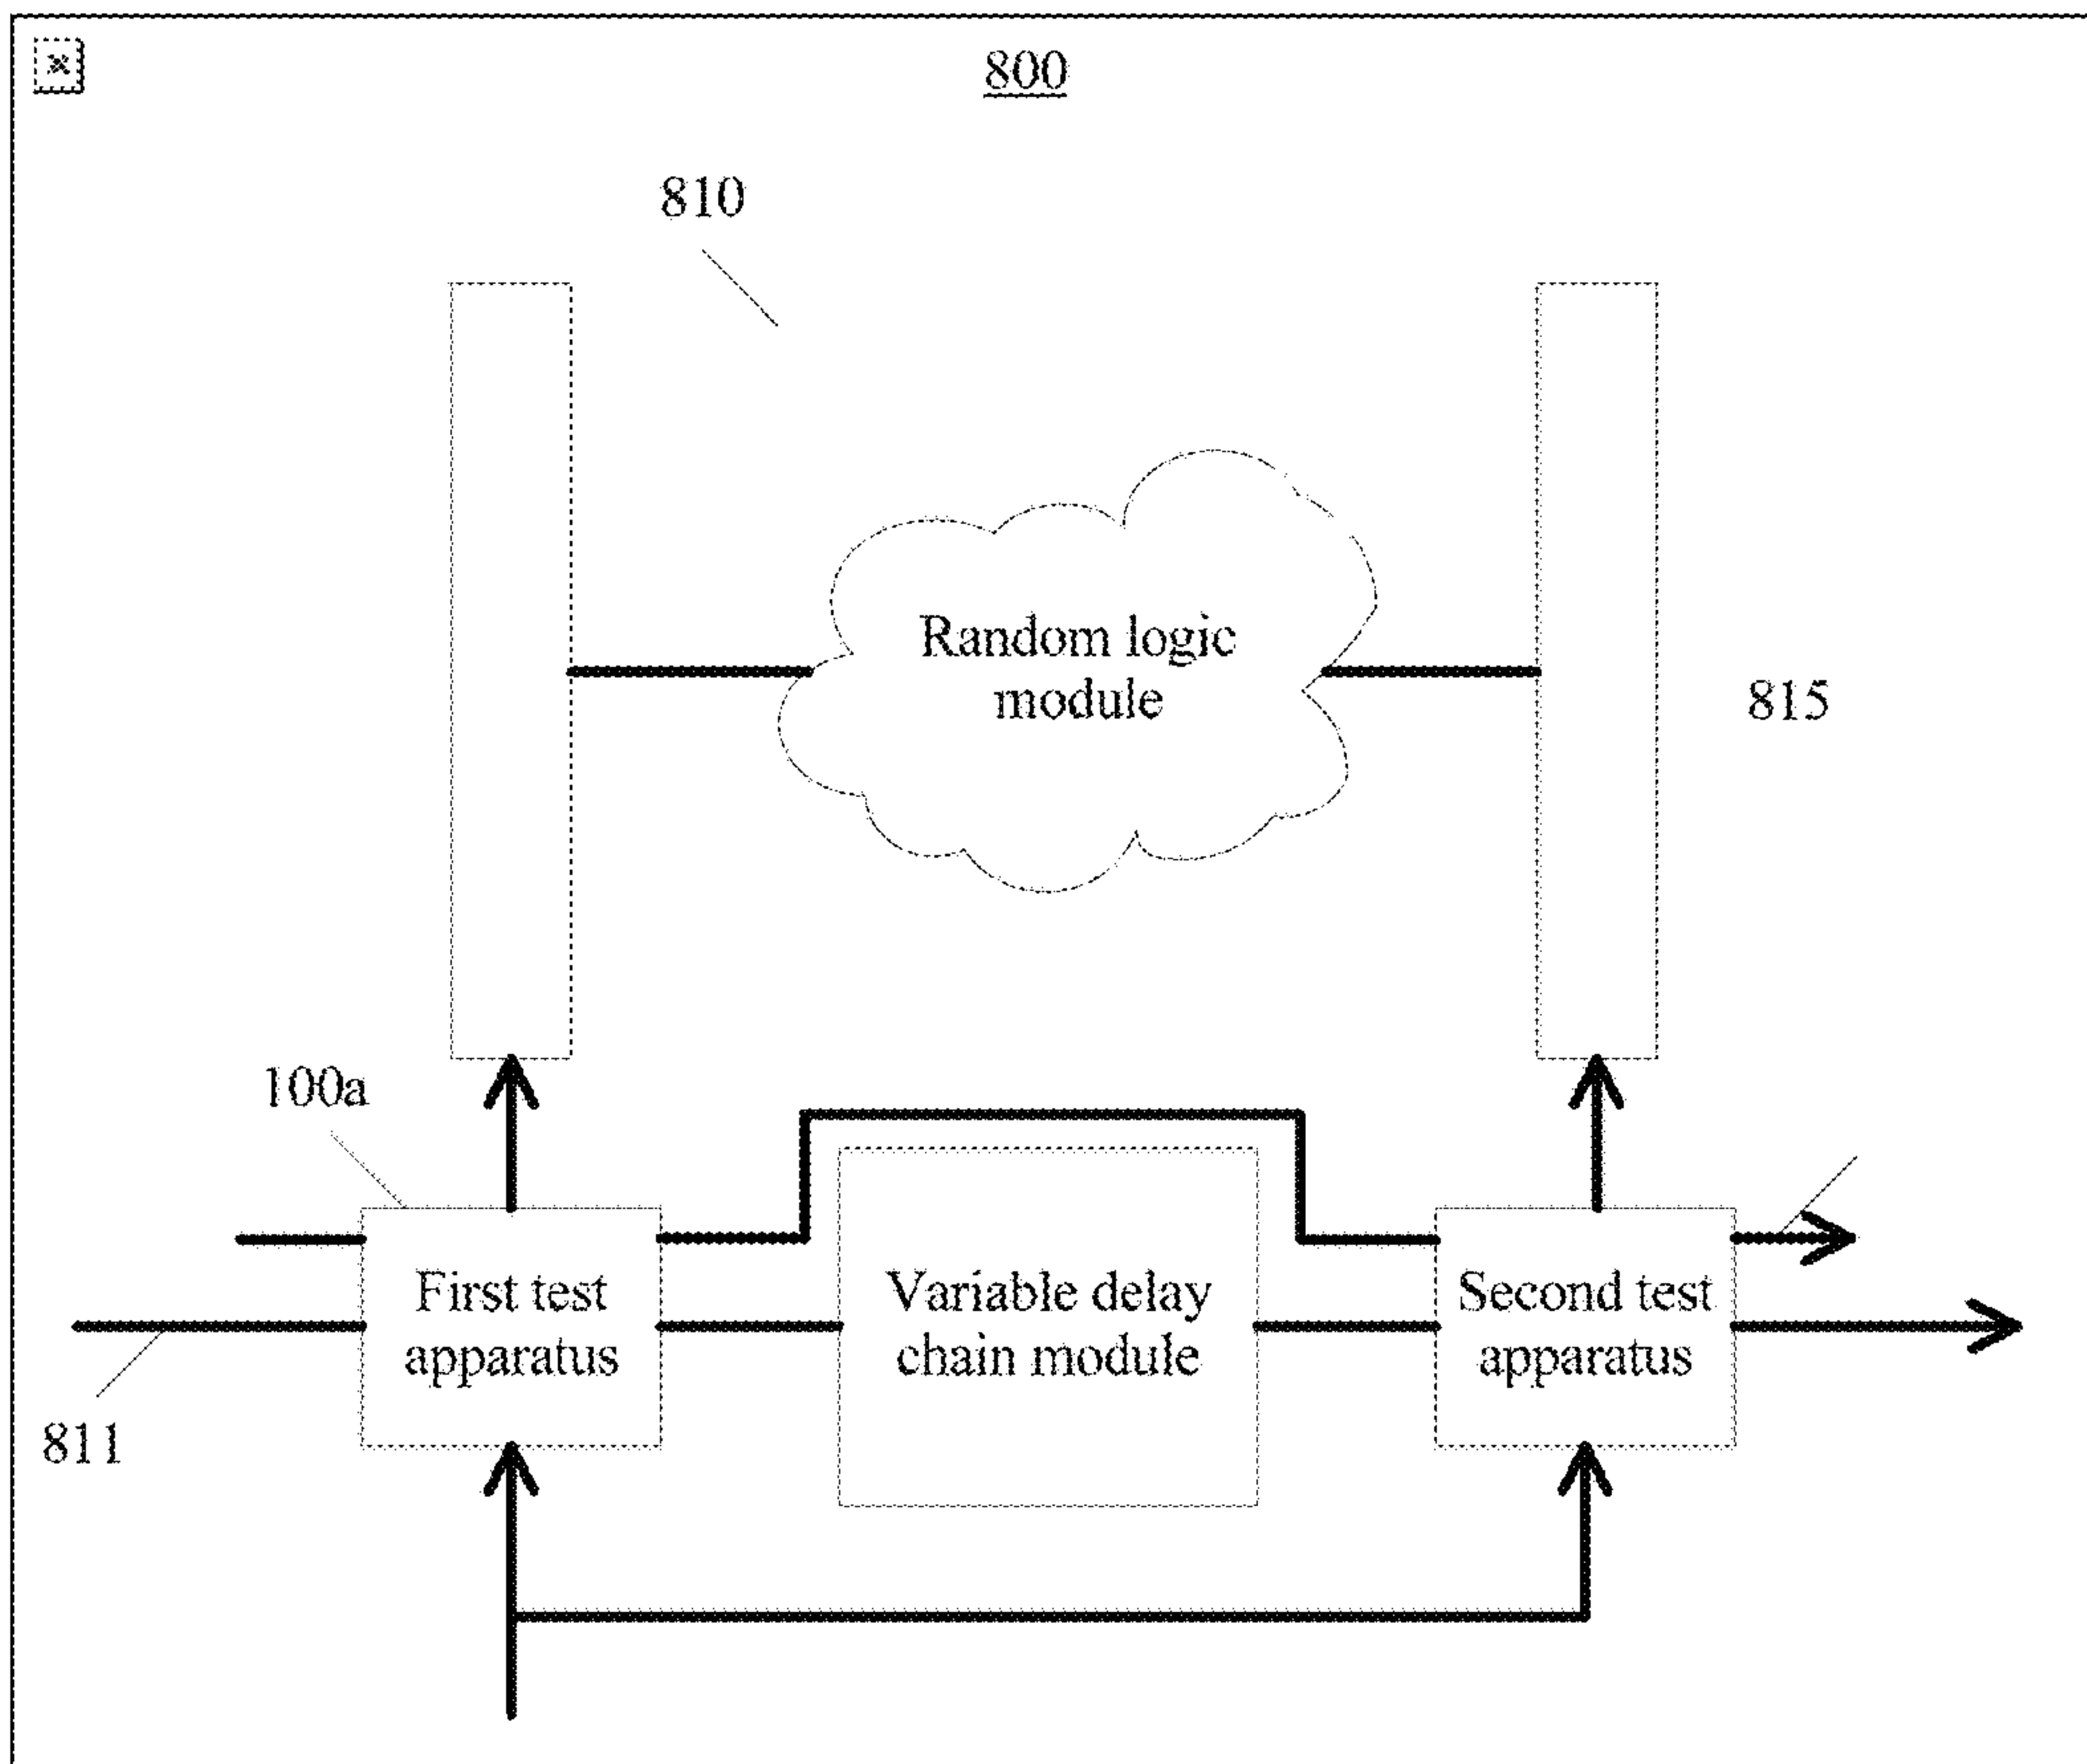 800
810
Random logic
module
815
100a
First test
apparatus
Variable delay
chain module
Second test
apparatus
811